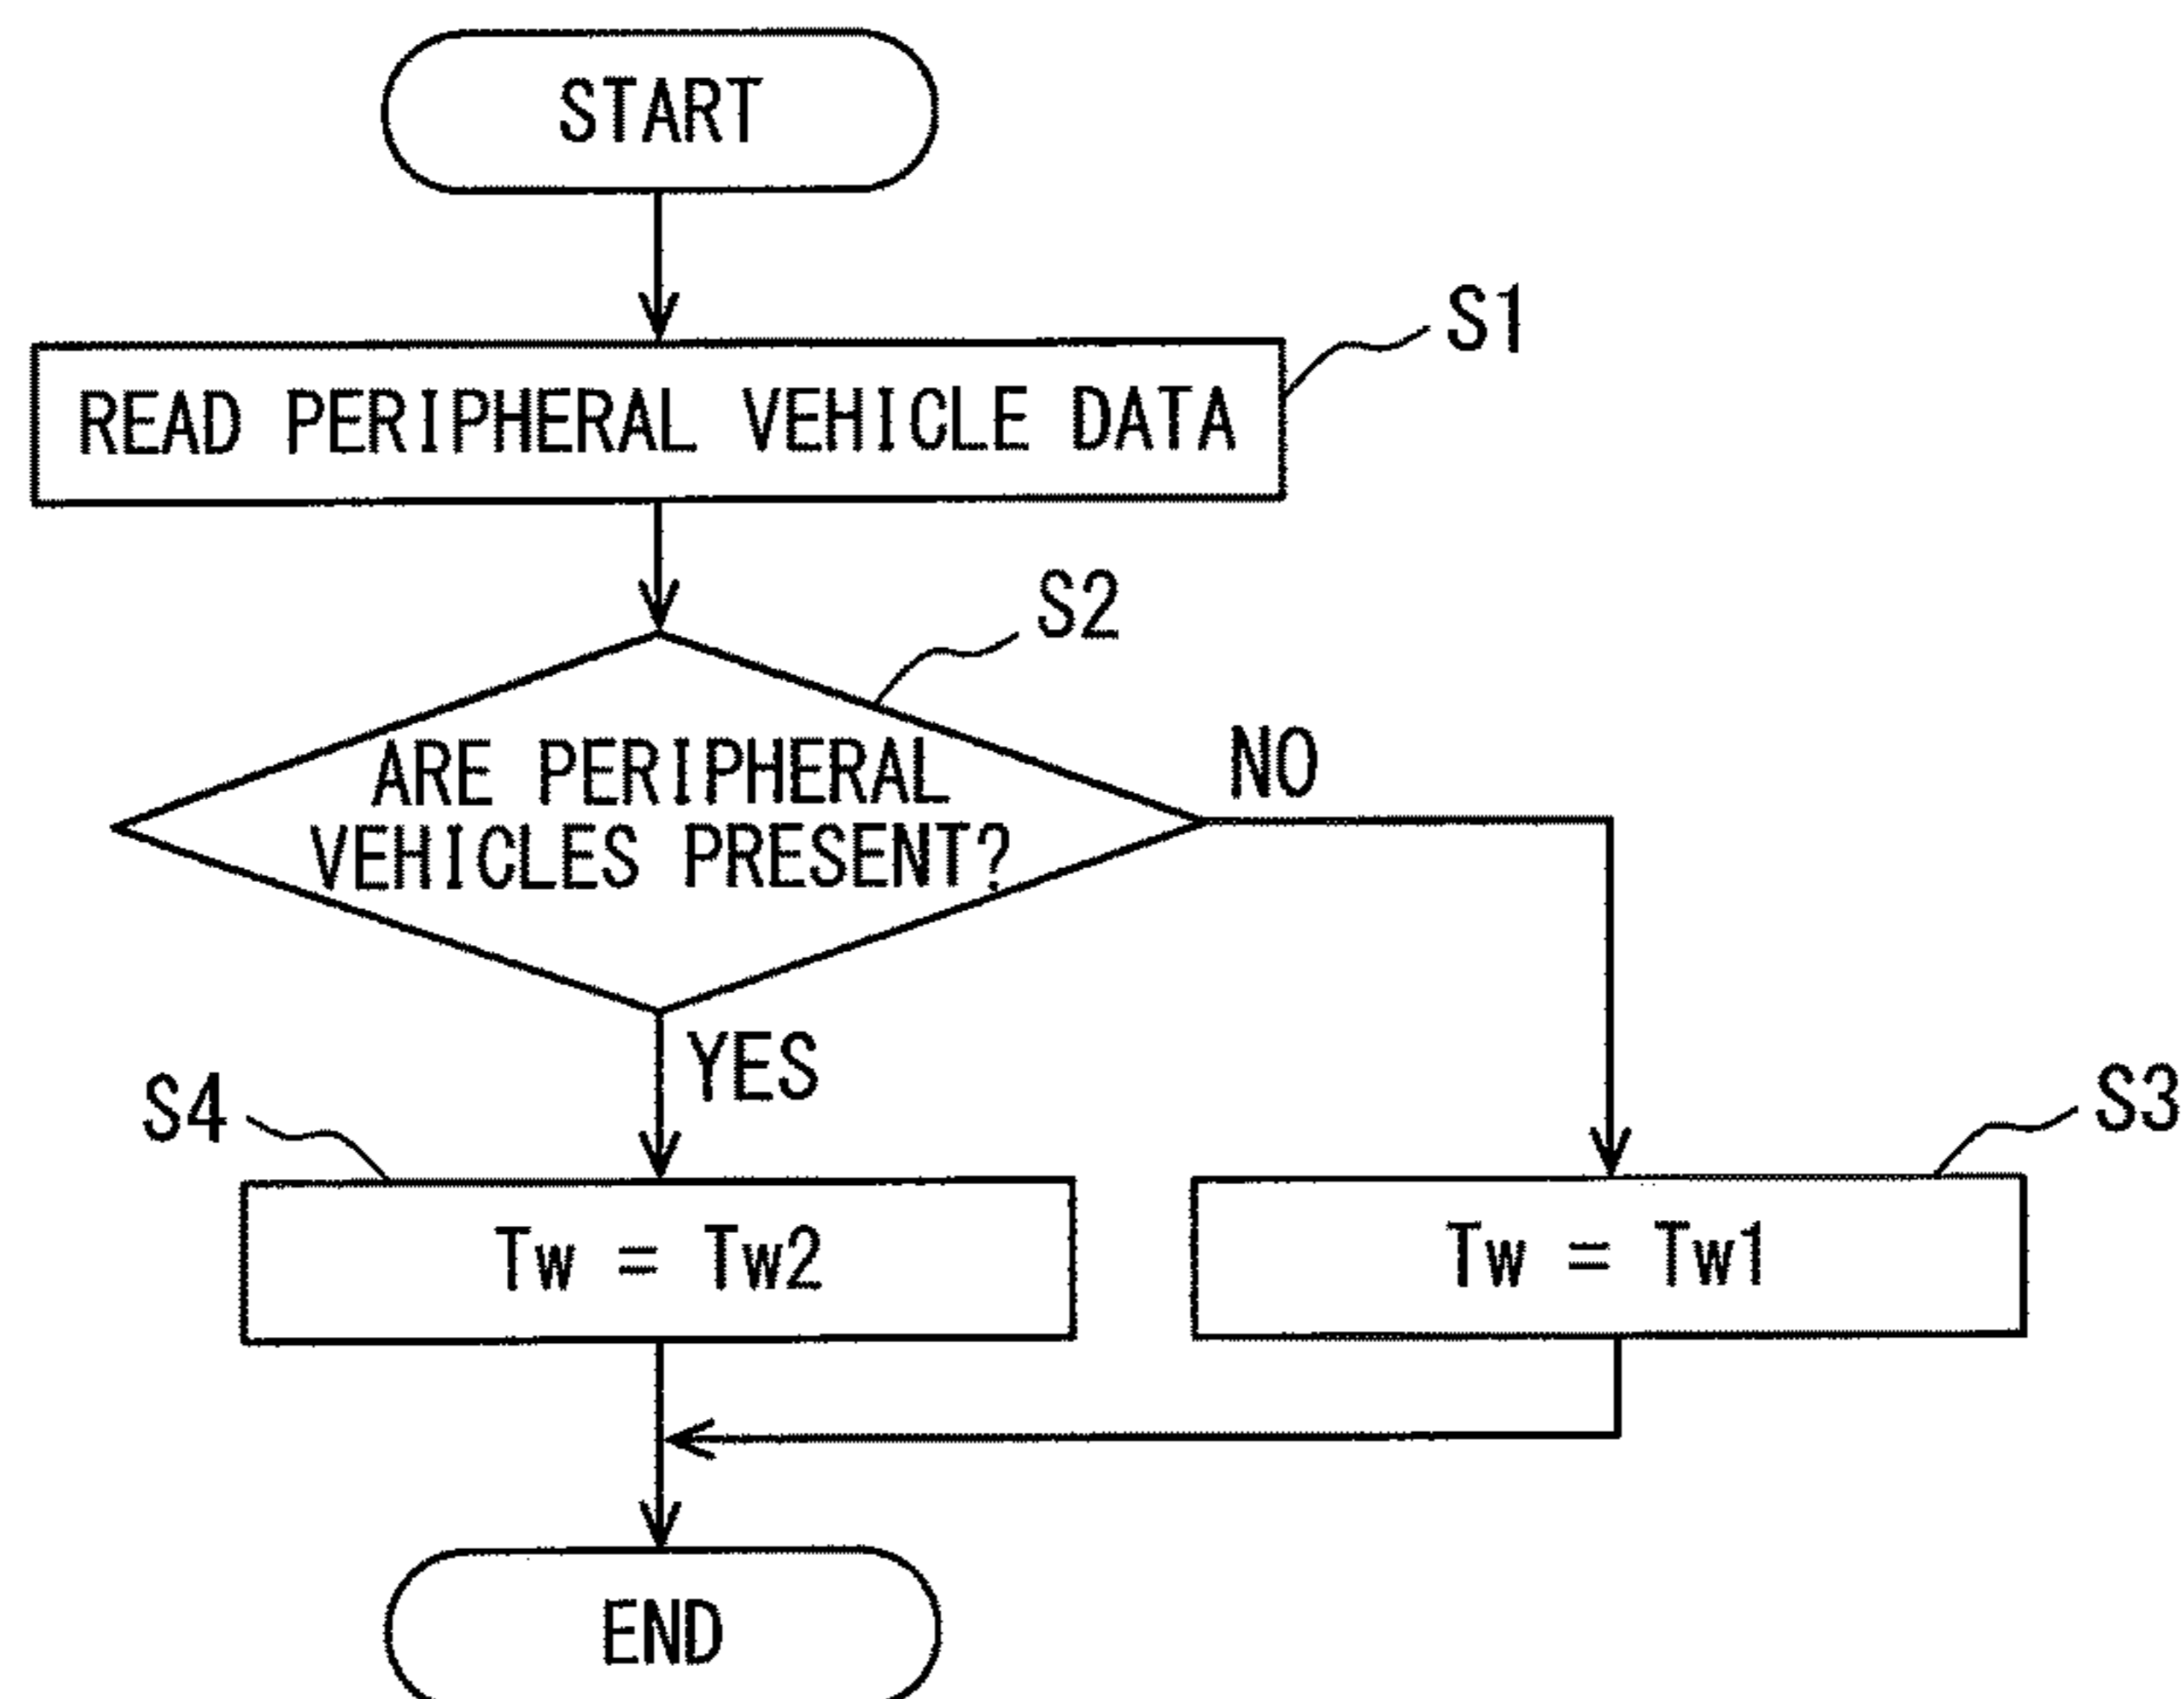 START
S1
READ PERIPHERAL VEHICLE DATA
S2
ARE PERIPHERAL
VEHICLES PRESENT?
NO
YES
S4
S3
Tw = Tw2
Tw = Tw1
END